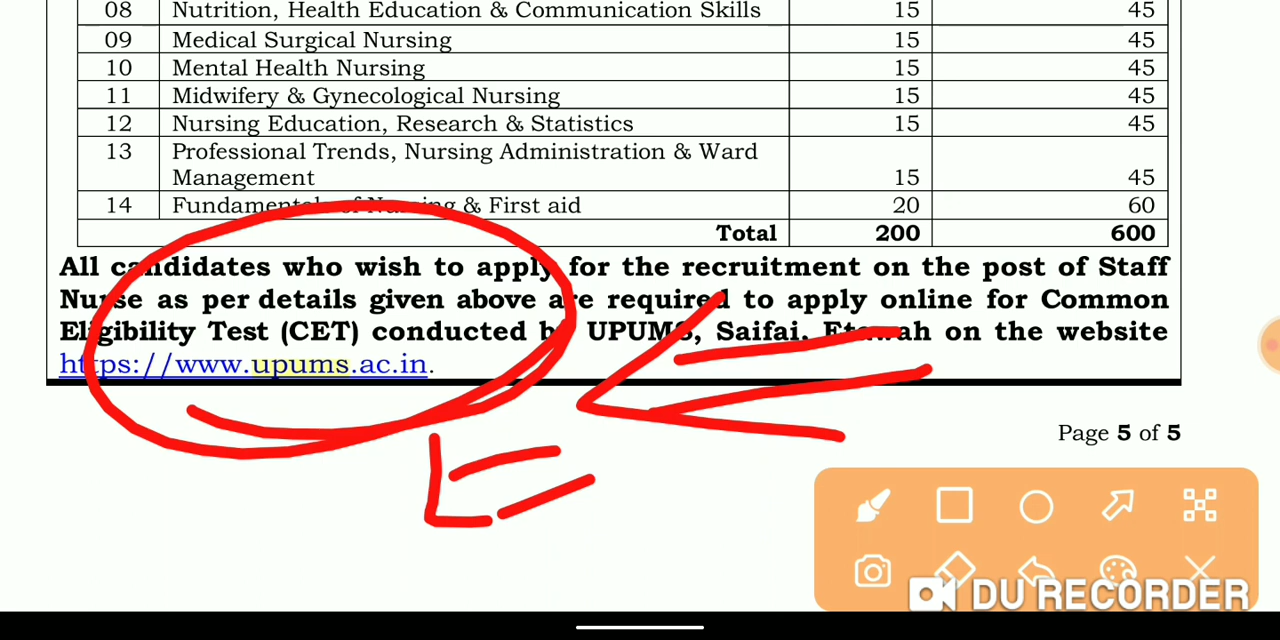 08 Nutrition, Health Education & Communication Skills 15 45
09 Medical Surgical Nursing 15 45
10 Mental Health Nursing 15 45
11 Midwifery & Gynecological Nursing 15 45
12 Nursing Education, Research & Statistics 15 45
13 Professional Trends, Nursing Administration & Ward
Management 15 45
14 Fundamentals of Nursing & First aid 20 60
Total 200 600
All candidates who wish to apply for the recruitment on the post of Staff
Nurse as per details given above are required to apply online for Common
Eligibility Test (CET) conducted by UPUMS, Saifai, Etawah on the website
https://www.upums.ac.in.
Page 5 of 5
DU RECORDER